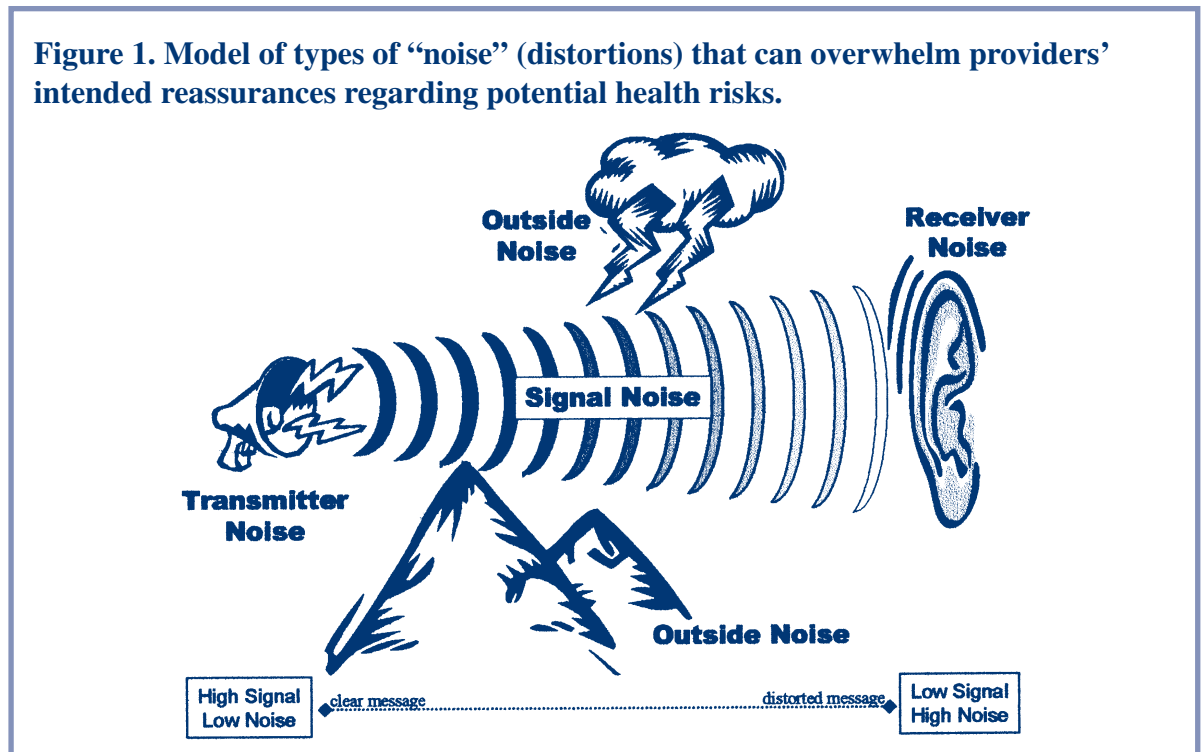 Figure 1. Model of types of “noise” (distortions) that can overwhelm providers’
intended reassurances regarding potential health risks.
Outside
Noise
Receiver
Noise
Signal Noise
Transmitter
Noise
Outside Noise
High Signal
Low Noise
clear message
distorted message
Low Signal
High Noise